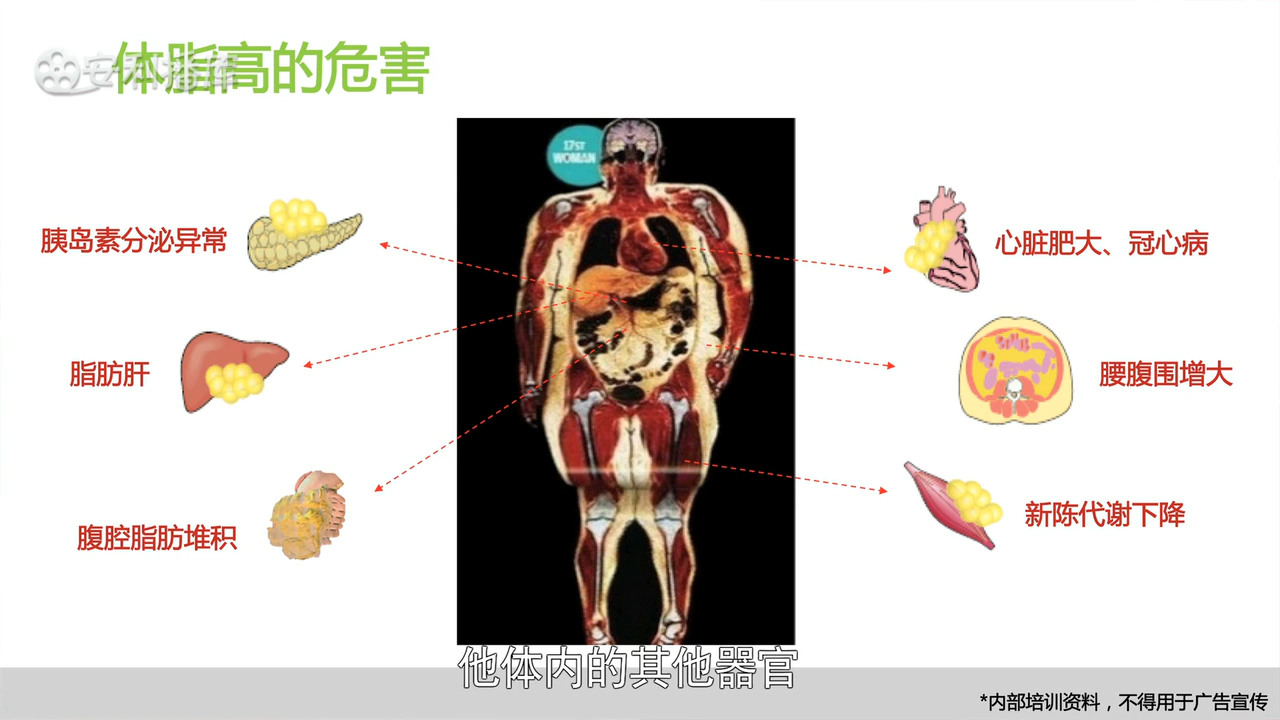 体脂高的危害
17ST
WOMAN
胰岛素分泌异常
心脏肥大、冠心病
脂肪肝
腰腹围增大
腹腔脂肪堆积
新陈代谢下降
他体内的其他器官
*内部培训资料，不得用于广告宣传